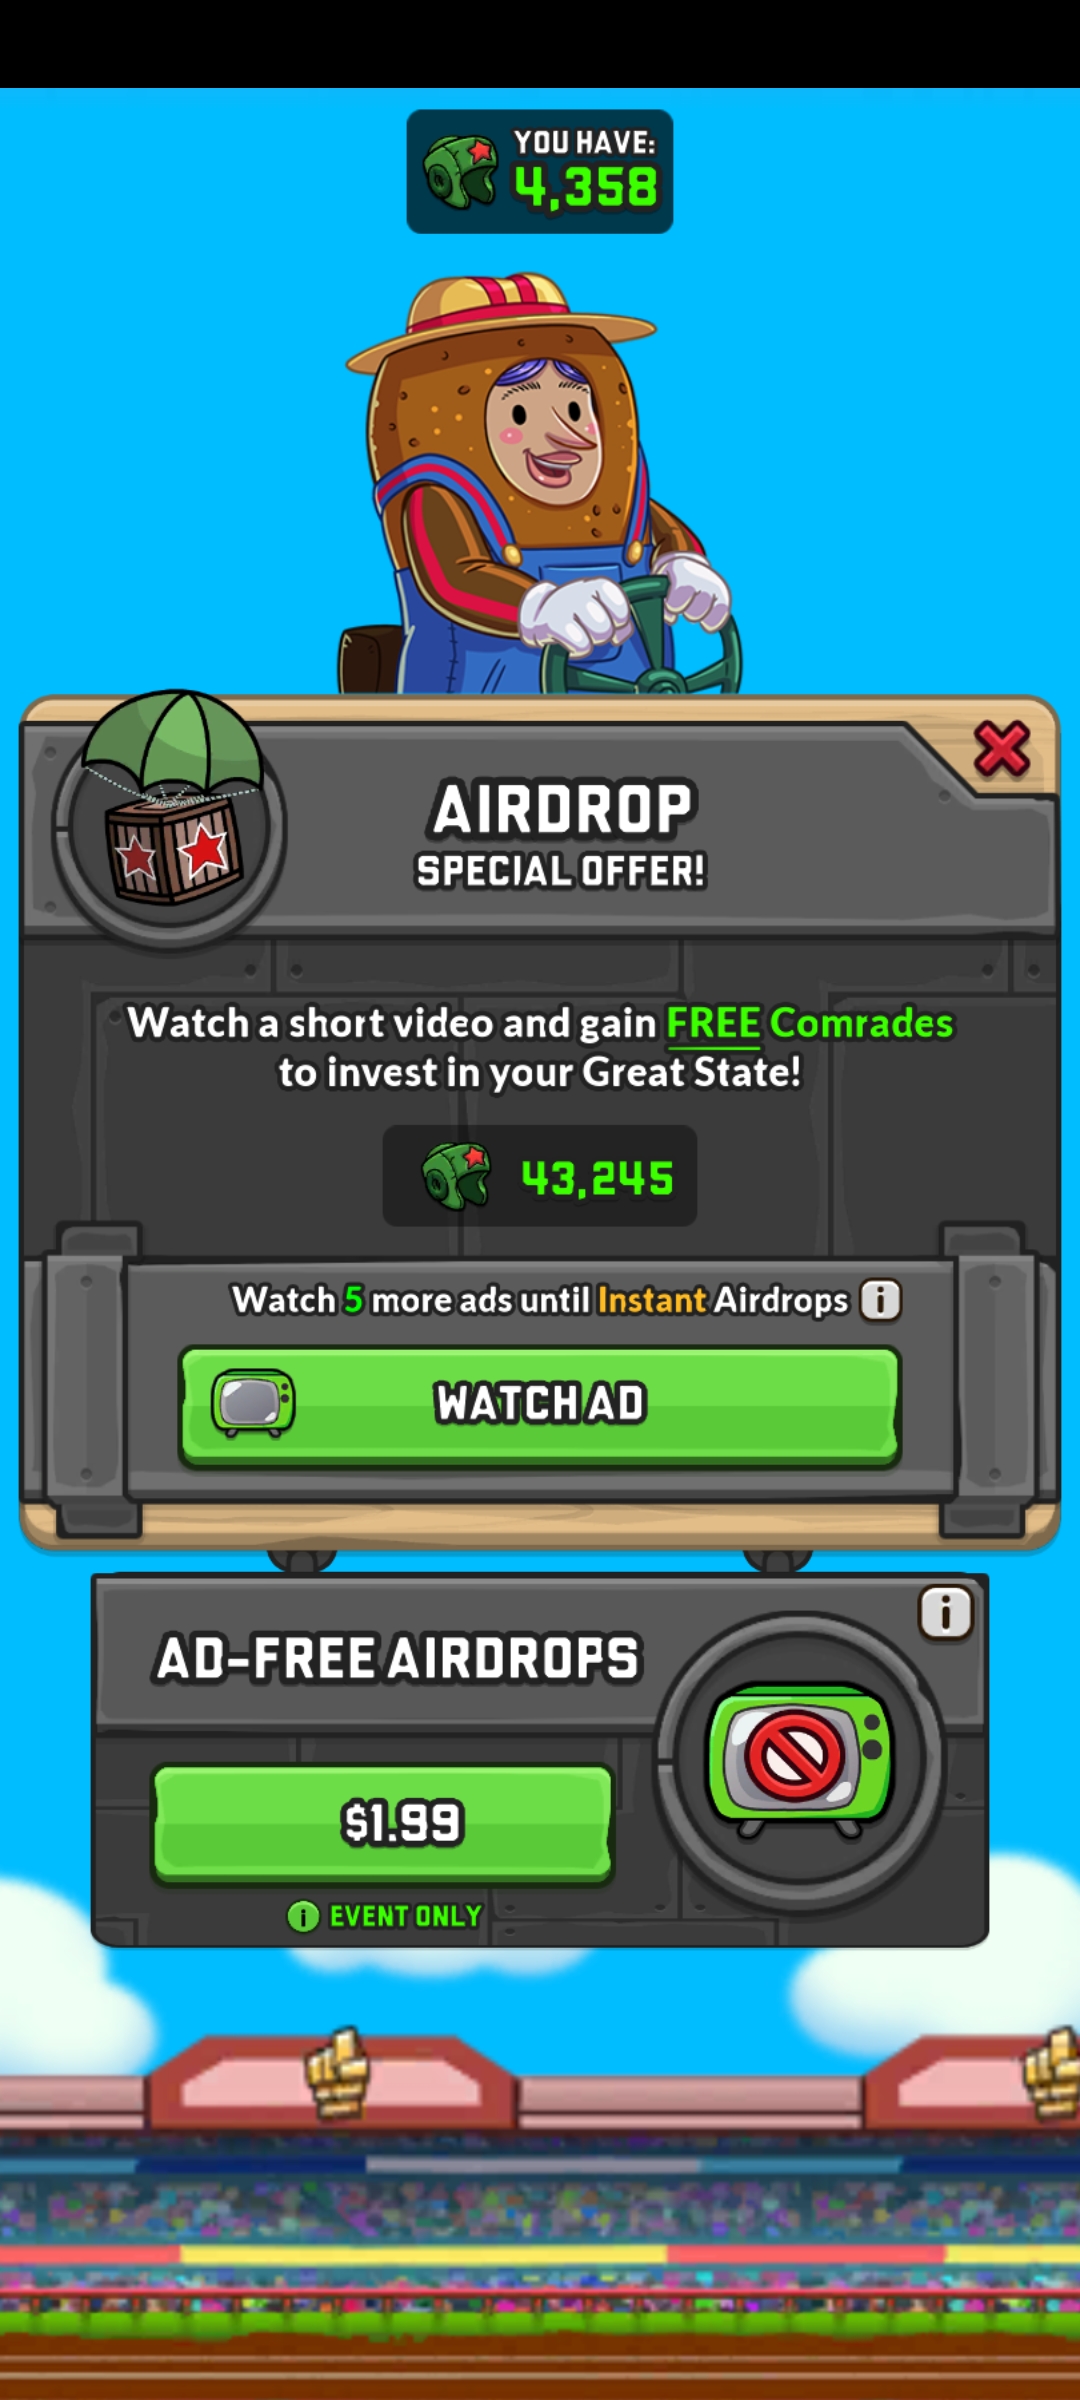 YOU HAVE:
4,358
AIRDROP
SPECIAL OFFER!
Watch a short video and gain FREE Comrades
to invest in your Great State!
43,245
Watch 5 more ads until Instant Airdrops i
WATCH AD
i
AD-FREE AIRDROPS
$1.99
i EVENT ONLY